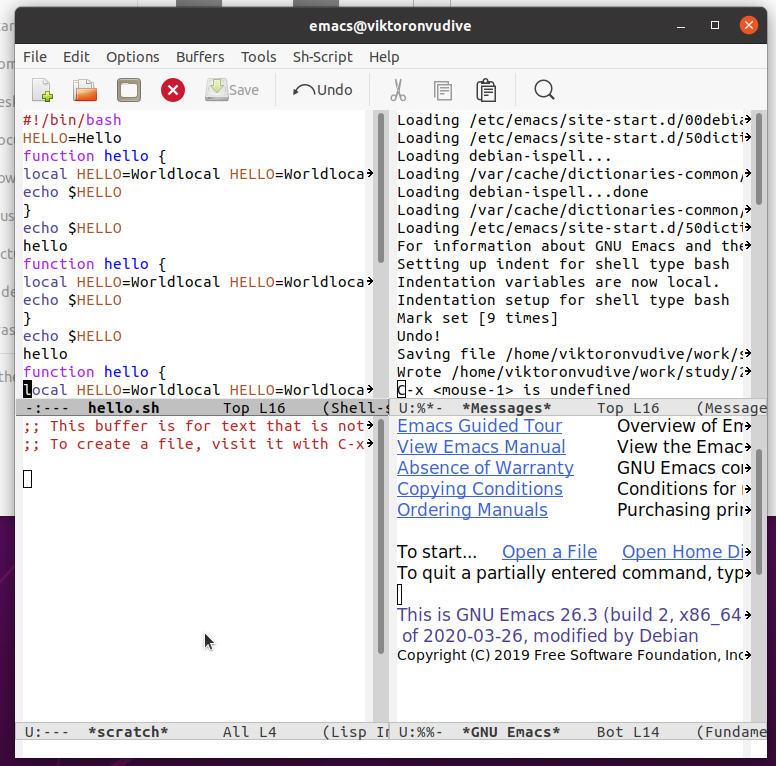 emacs@viktoronvudive
File Edit Options Buffers Tools Sh-Script Help
Save Undo
#!/bin/bash
HELLO=Hello
function hello {
local HELLO=Worldlocal HELLO=Worldloca
echo $HELLO
}
echo $HELLO
hello
function hello {
local HELLO=Worldlocal HELLO=Worldloca
echo $HELLO
}
echo $HELLO
hello
function hello {
local HELLO=Worldlocal HELLO=Worldloca
-:--- hello.sh Top L16 (Shell-s
Loading /etc/emacs/site-start.d/00debia
Loading /etc/emacs/site-start.d/50dicti
Loading debian-ispell...
Loading /var/cache/dictionaries-common/
Loading debian-ispell...done
Loading /var/cache/dictionaries-common/
Loading /etc/emacs/site-start.d/50dicti
For information about GNU Emacs and the
Setting up indent for shell type bash
Indentation variables are now local.
Indentation setup for shell type bash
Mark set [9 times]
Undo!
Saving file /home/viktoronvudive/work/s
Wrote /home/viktoronvudive/work/study/2
C-x <mouse-1> is undefined
U:%*- *Messages* Top L16 (Message
;; This buffer is for text that is not
;; To create a file, visit it with C-x
U:--- *scratch* All L4 (Lisp In
Emacs Guided Tour Overview of Em
View Emacs Manual View the Emac
Absence of Warranty GNU Emacs co
Copying Conditions Conditions for
Ordering Manuals Purchasing prin
To start... Open a File Open Home Di
To quit a partially entered command, typ
This is GNU Emacs 26.3 (build 2, x86_64
of 2020-03-26, modified by Debian
Copyright (C) 2019 Free Software Foundation, Inc
U:%%- *GNU Emacs* Bot L14 (Fundame